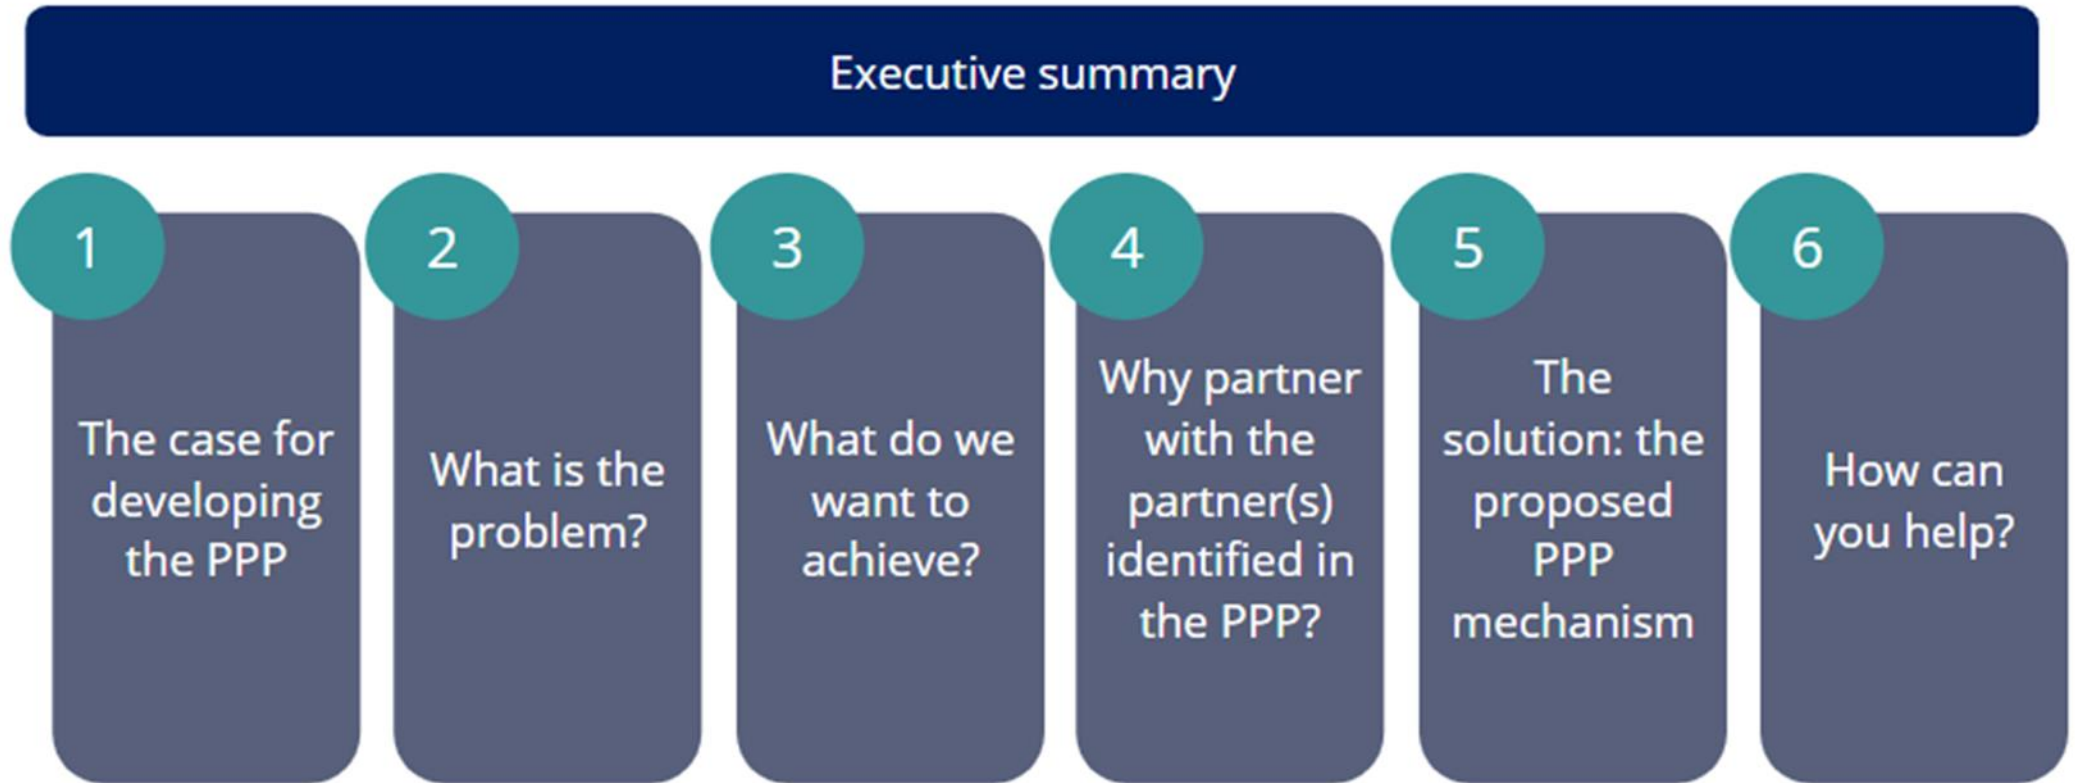 Executive summary
1
The case for
developing
the PPP
2
What is the
problem?
3
What do we
want to
achieve?
4
Why partner
with the
partner(s)
identified in
the PPP?
5
The
solution: the
proposed
PPP
mechanism
6
How can
you help?